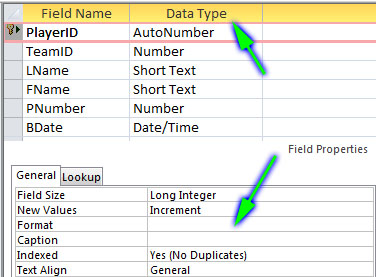 Field Name Data Type
PlayerID AutoNumber
TeamID Number
LName Short Text
FName Short Text
PNumber Number
BDate Date/Time
Field Properties
General Lookup
Field Size Long Integer
New Values Increment
Format
Caption
Indexed Yes (No Duplicates)
Text Align General